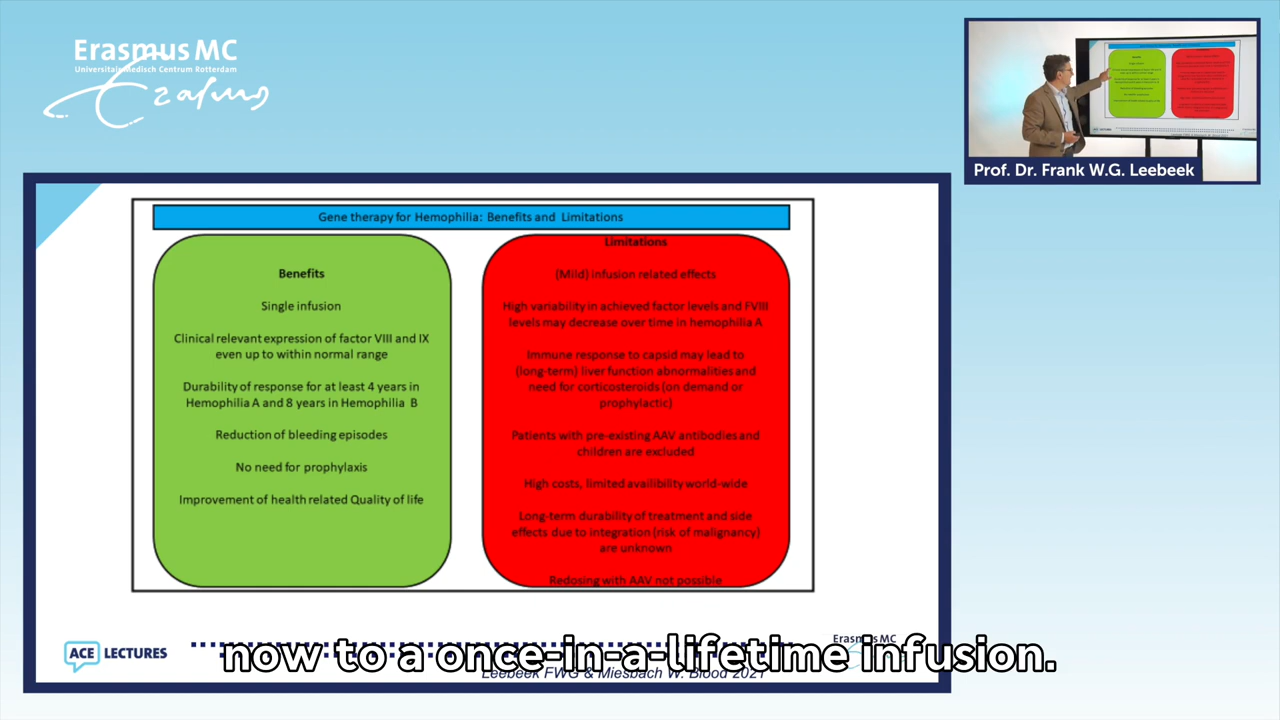 Erasmus MC
Universitair Medisch Centrum Rotterdam
Erasmus
Prof. Dr. Frank W.G. Leebeek
Gene therapy for Hemophilia: Benefits and Limitations
Benefits
Single infusion
Clinical relevant expression of factor VIII and IX
even up to within normal range
Durability of response for at least 4 years in
Hemophilia A and 8 years in Hemophilia B
Reduction of bleeding episodes
No need for prophylaxis
Improvement of health related Quality of life
Limitations
(Mild) infusion related effects
High variability in achieved factor levels and FVIII
levels may decrease over time in hemophilia A
Immune response to capsid may lead to
(long-term) liver function abnormalities and
need for corticosteroids (on demand or
prophylactic)
Patients with pre-existing AAV antibodies and
children are excluded
High costs, limited availibility world-wide
Long-term durability of treatment and side
effects due to integration (risk of malignancy)
are unknown
Redosing with AAV not possible
ACE LECTURES
Erasmus MC
now to a once-in-a-lifetime infusion.
Leebeek FWG & Miesbach W. Blood 2021